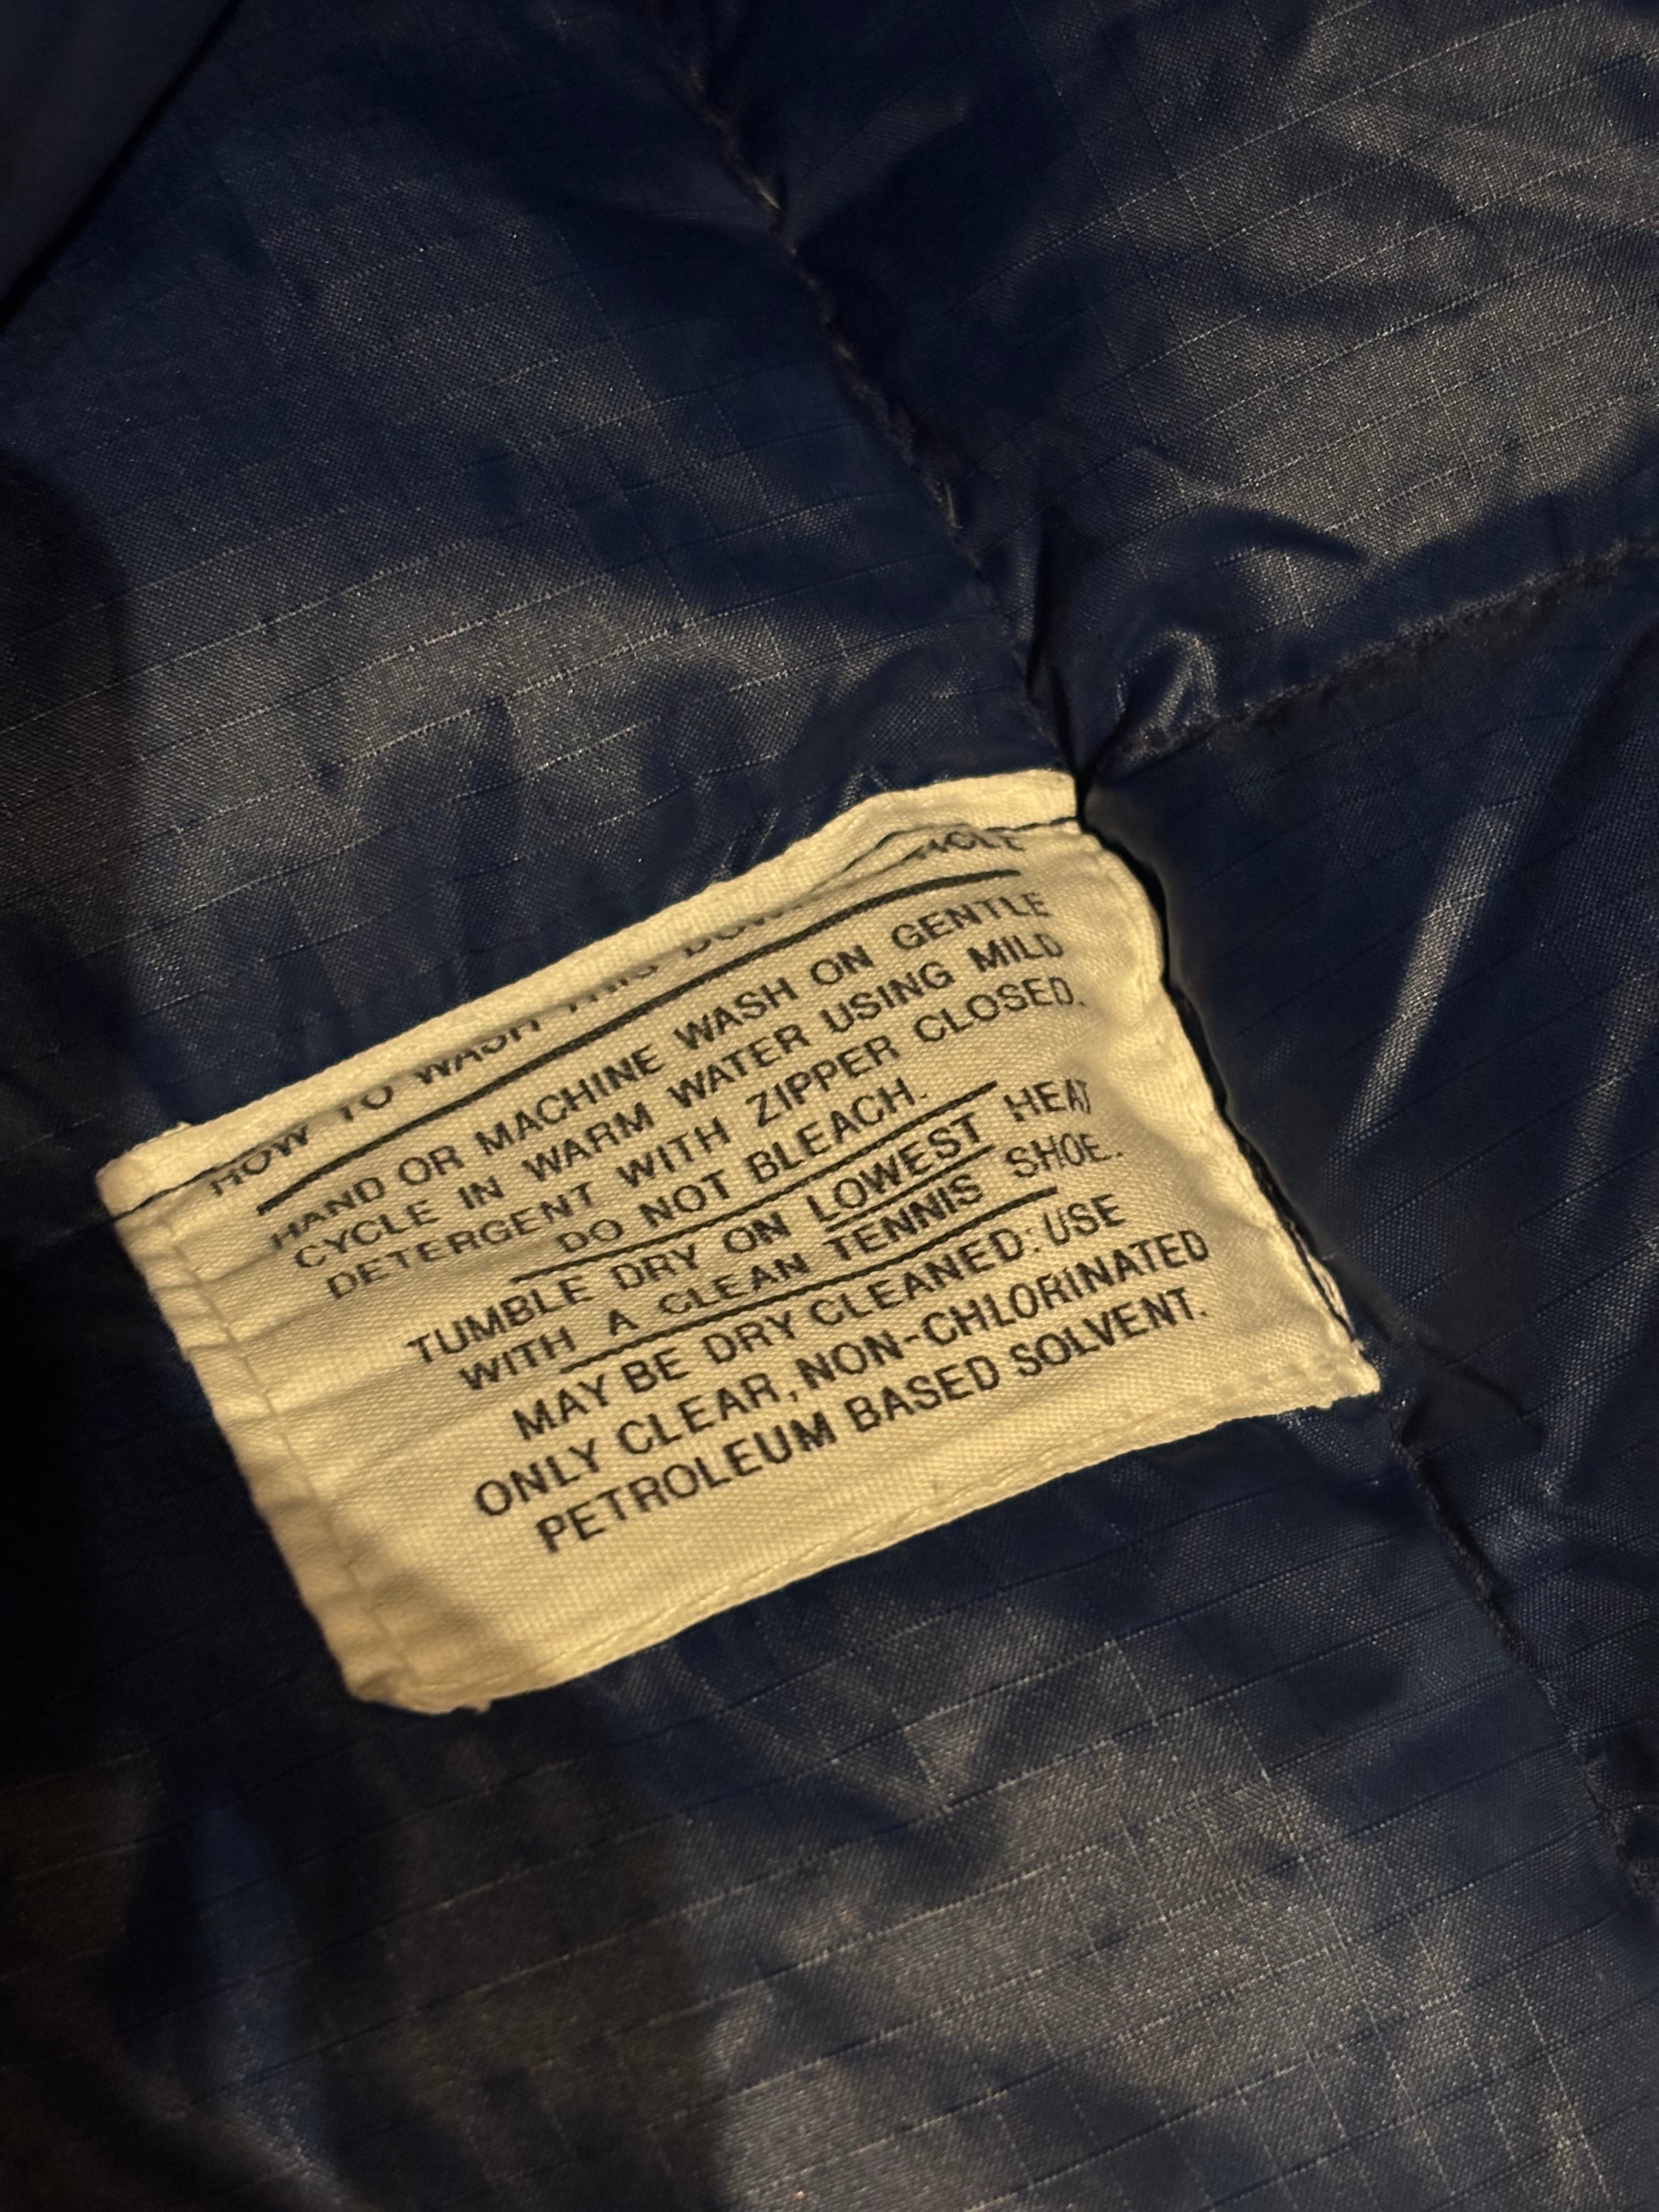 HOW TO WASH THIS DOWN
HAND OR MACHINE WASH ON GENTLE
CYCLE IN WARM WATER USING MILD
DETERGENT WITH ZIPPER CLOSED.
DO NOT BLEACH.
TUMBLE DRY ON LOWEST HEAT
WITH A CLEAN TENNIS SHOE.
MAY BE DRY CLEANED: USE
ONLY CLEAR, NON-CHLORINATED
PETROLEUM BASED SOLVENT.